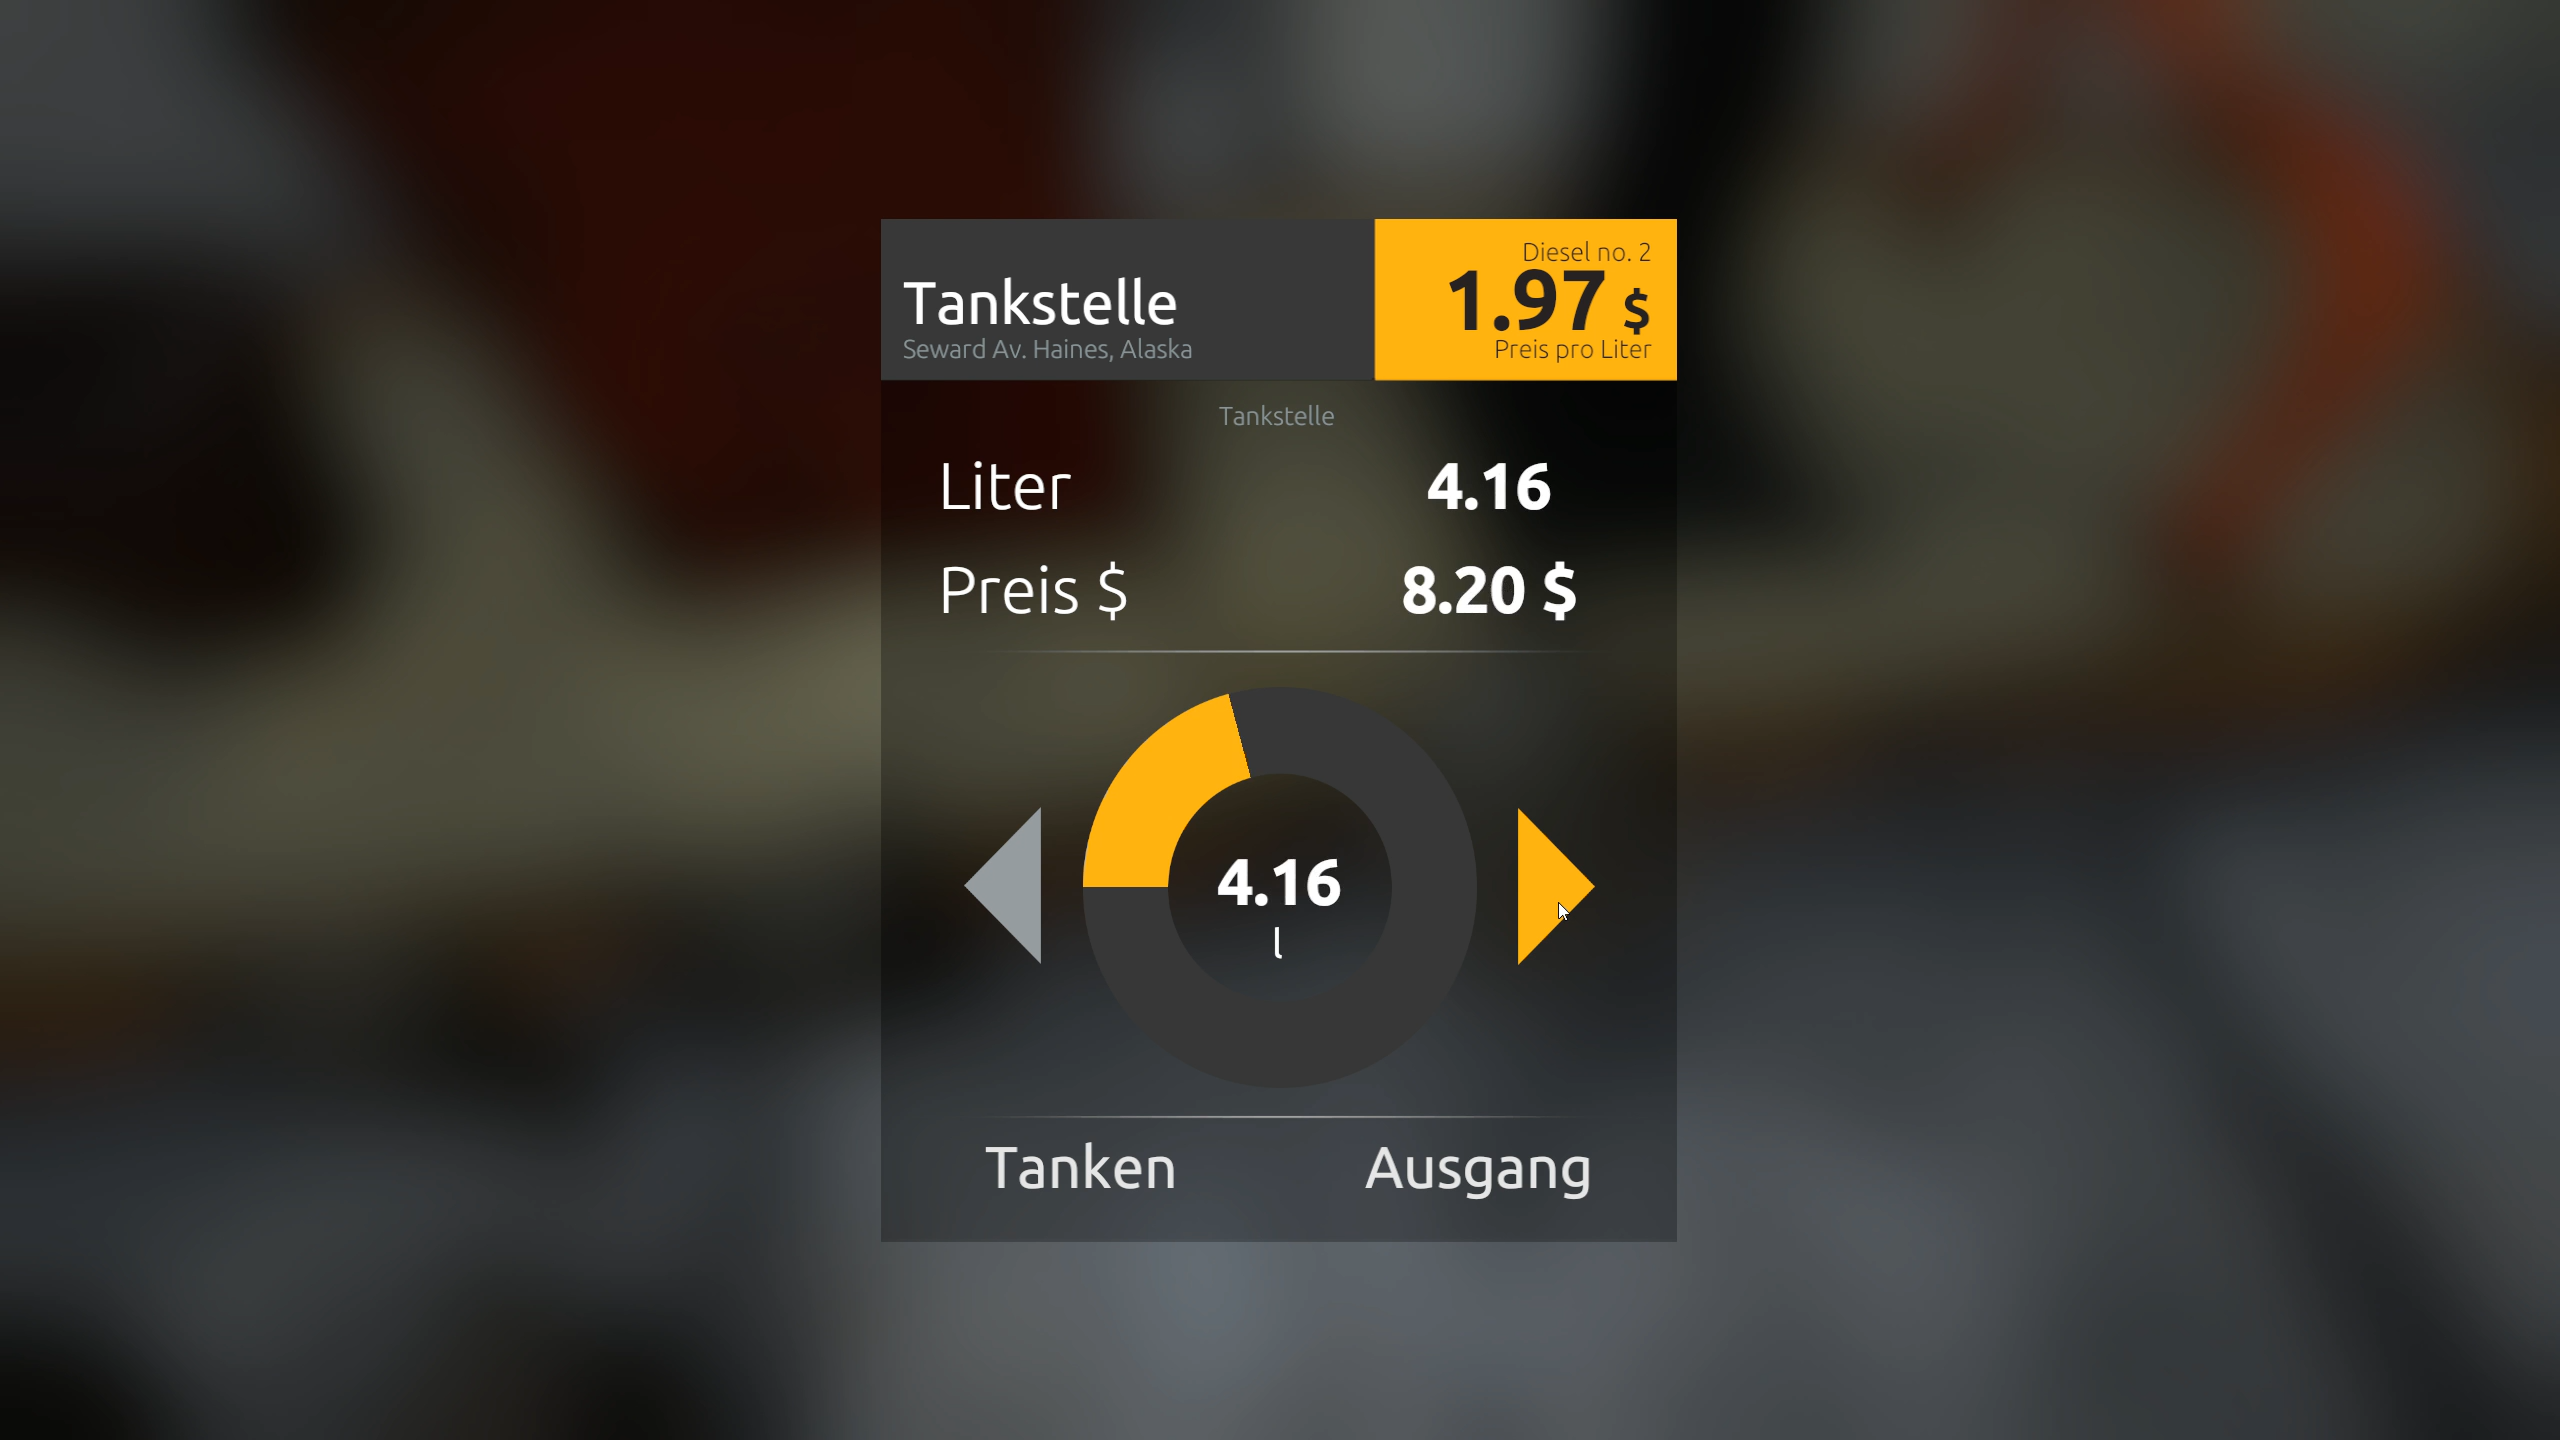 Tankstelle
Seward Av. Haines, Alaska
Diesel no. 2
1.97 $
Preis pro Liter
Tankstelle
Liter 4.16
Preis $ 8.20 $
4.16
l
Tanken Ausgang